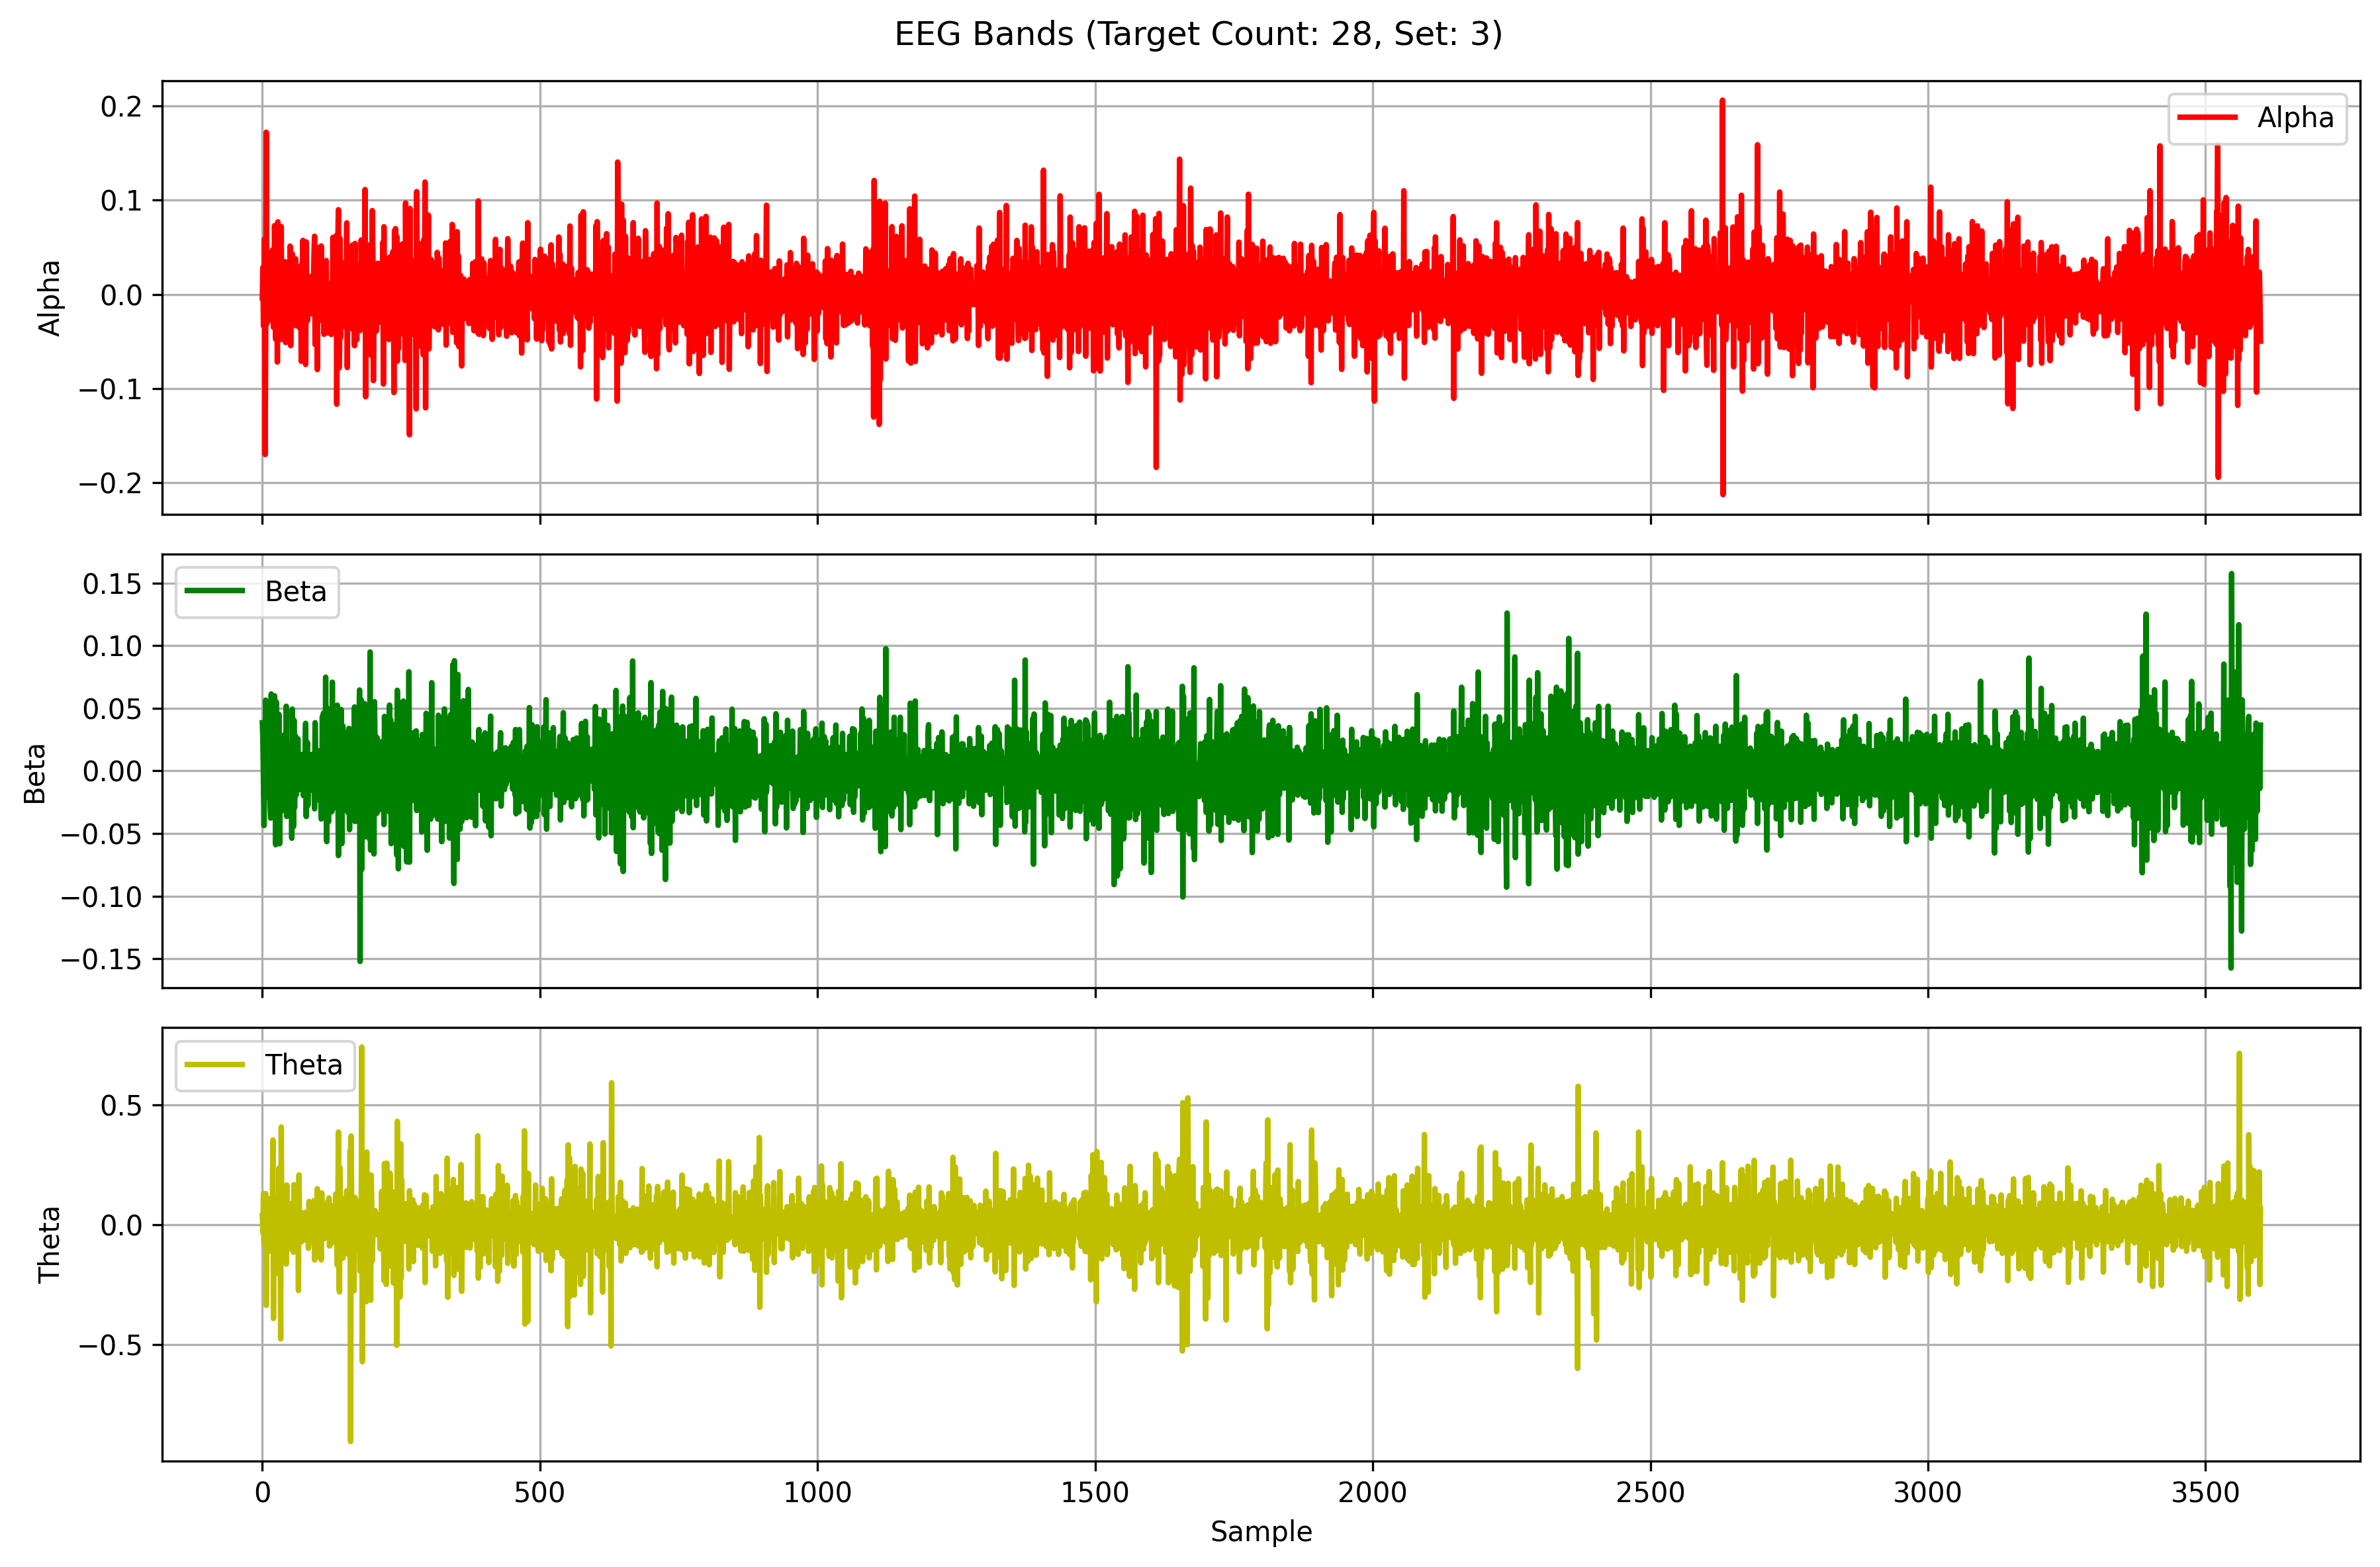 EEG Bands (Target Count: 28, Set: 3)
0.2
0.1
0.0
−0.1
−0.2
Alpha
Alpha
0.15
0.10
0.05
0.00
−0.05
−0.10
−0.15
Beta
Beta
0.5
0.0
−0.5
Theta
Theta
0 500 1000 1500 2000 2500 3000 3500
Sample